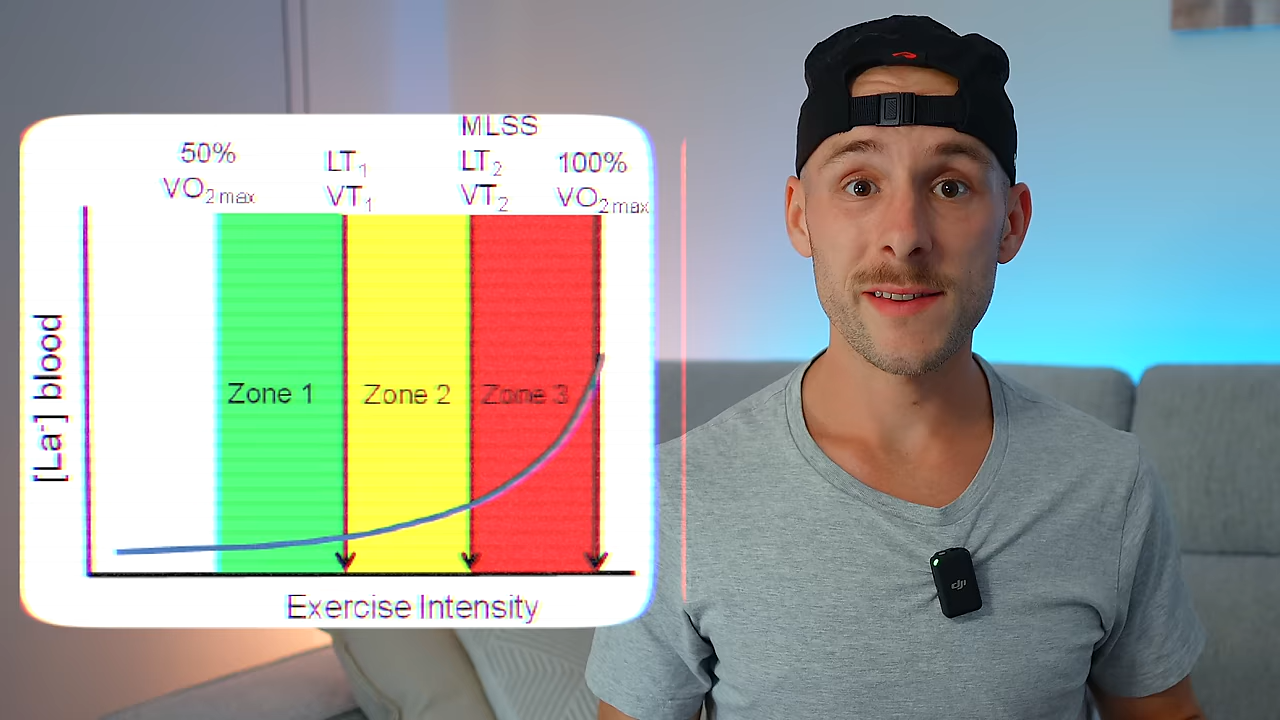 MLSS
50% LT₁ LT₂ 100%
VO₂ max VT₁ VT₂ VO₂ max
Zone 1 Zone 2 Zone 3
[La⁻] blood
Exercise Intensity
dji